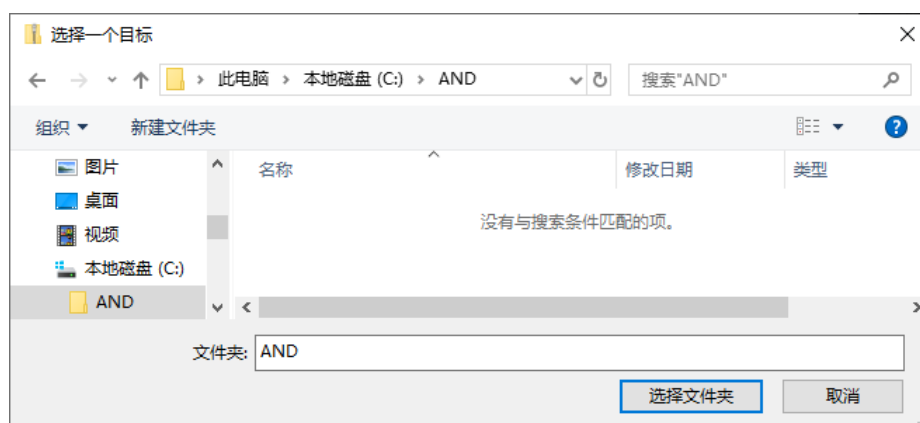 选择一个目标
此电脑 › 本地磁盘 (C:) › AND 搜索"AND"
组织 新建文件夹
图片 名称 修改日期 类型
桌面
没有与搜索条件匹配的项。
视频
本地磁盘 (C:)
AND
文件夹: AND
选择文件夹 取消